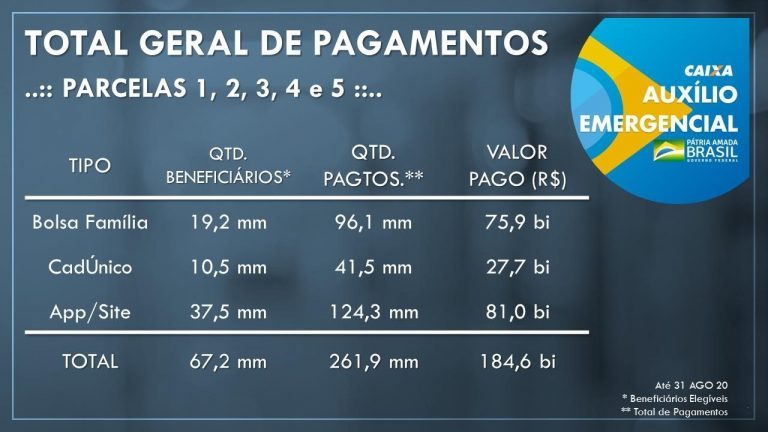 TOTAL GERAL DE PAGAMENTOS
..:: PARCELAS 1, 2, 3, 4 e 5 ::..
CAIXA
AUXÍLIO
EMERGENCIAL
PÁTRIA AMADA
BRASIL
GOVERNO FEDERAL
TIPO QTD. BENEFICIÁRIOS* QTD. PAGTOS.** VALOR PAGO (R$)
Bolsa Família 19,2 mm 96,1 mm 75,9 bi
CadÚnico 10,5 mm 41,5 mm 27,7 bi
App/Site 37,5 mm 124,3 mm 81,0 bi
TOTAL 67,2 mm 261,9 mm 184,6 bi
Até 31 AGO 20
* Beneficiários Elegíveis
** Total de Pagamentos